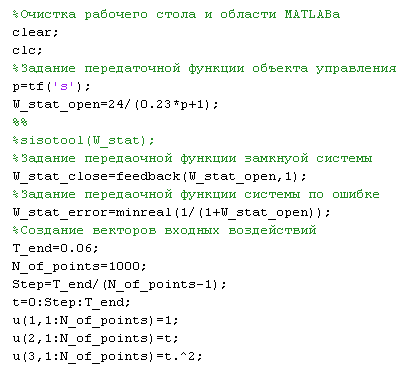 %Очистка рабочего стола и области MATLABа
clear;
clc;
%Задание передаточной функции объекта управления
p=tf('s');
W_stat_open=24/(0.23*p+1);
%%
%sisotool(W_stat);
%Задание передаочной функции замкнуой системы
W_stat_close=feedback(W_stat_open,1);
%Задание передаочной функции системы по ошибке
W_stat_error=minreal(1/(1+W_stat_open));
%Создание векторов входных воздействий
T_end=0.06;
N_of_points=1000;
Step=T_end/(N_of_points-1);
t=0:Step:T_end;
u(1,1:N_of_points)=1;
u(2,1:N_of_points)=t;
u(3,1:N_of_points)=t.^2;